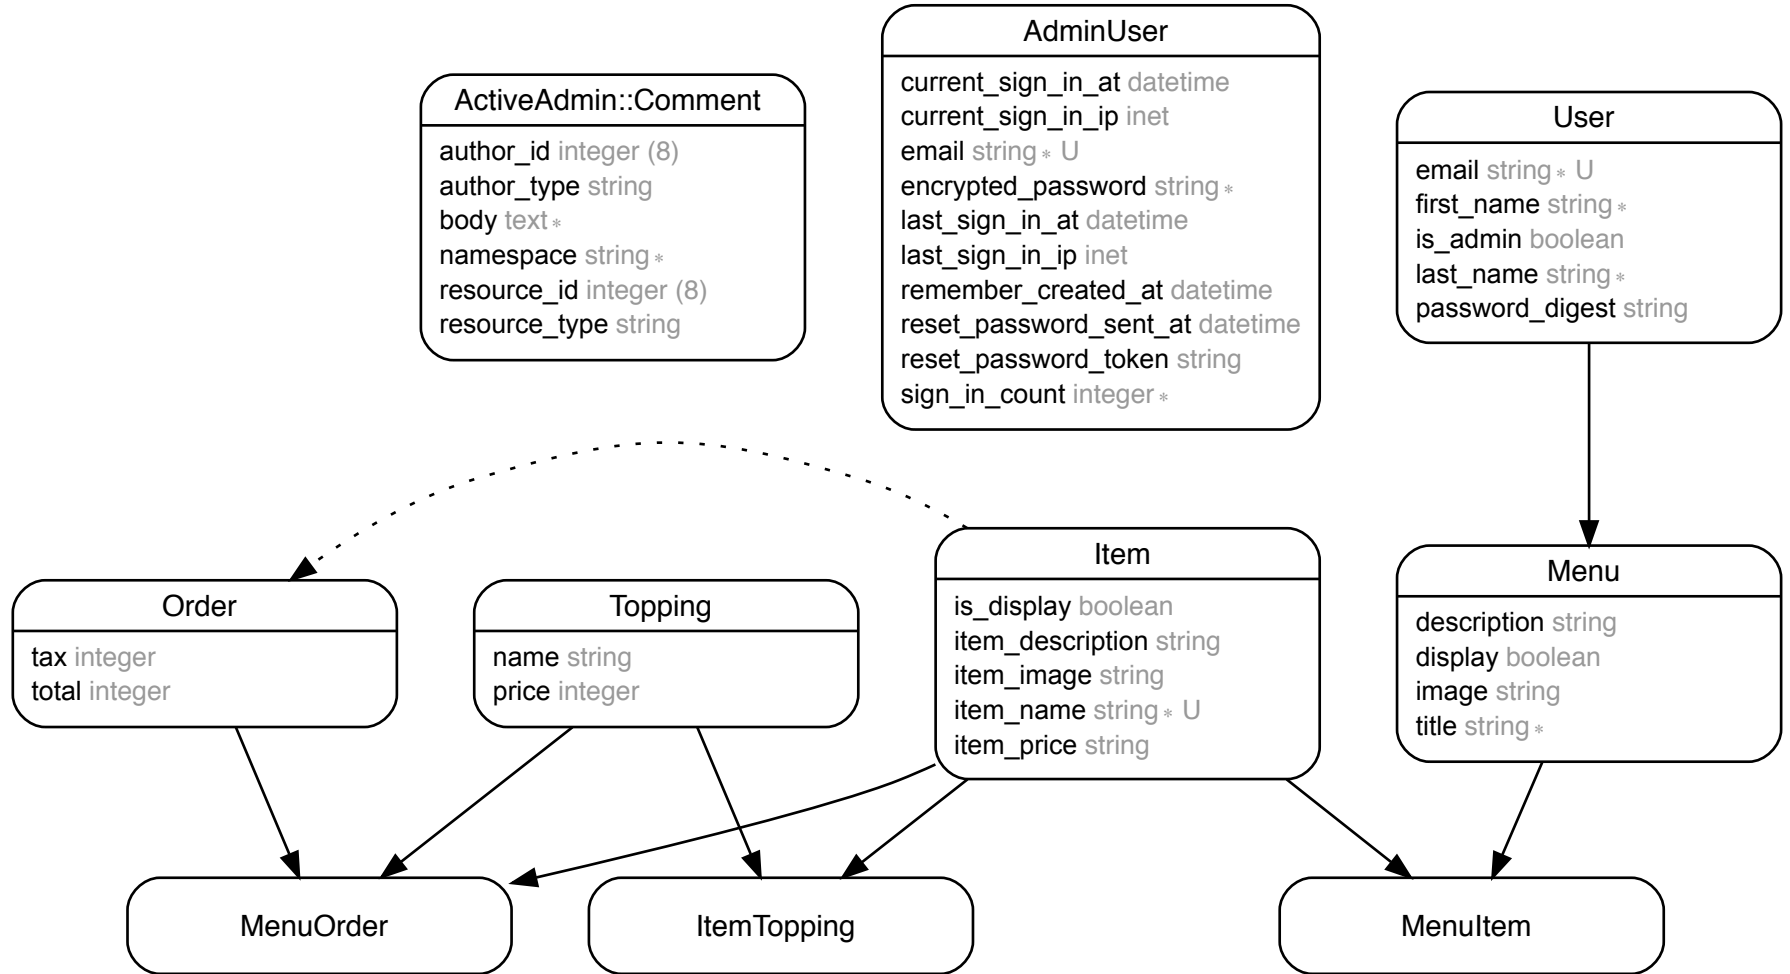 ActiveAdmin::Comment
author_id integer (8)
author_type string
body text *
namespace string *
resource_id integer (8)
resource_type string
AdminUser
current_sign_in_at datetime
current_sign_in_ip inet
email string * U
encrypted_password string *
last_sign_in_at datetime
last_sign_in_ip inet
remember_created_at datetime
reset_password_sent_at datetime
reset_password_token string
sign_in_count integer *
User
email string * U
first_name string *
is_admin boolean
last_name string *
password_digest string
Order
tax integer
total integer
Topping
name string
price integer
Item
is_display boolean
item_description string
item_image string
item_name string * U
item_price string
Menu
description string
display boolean
image string
title string *
MenuOrder
ItemTopping
MenuItem